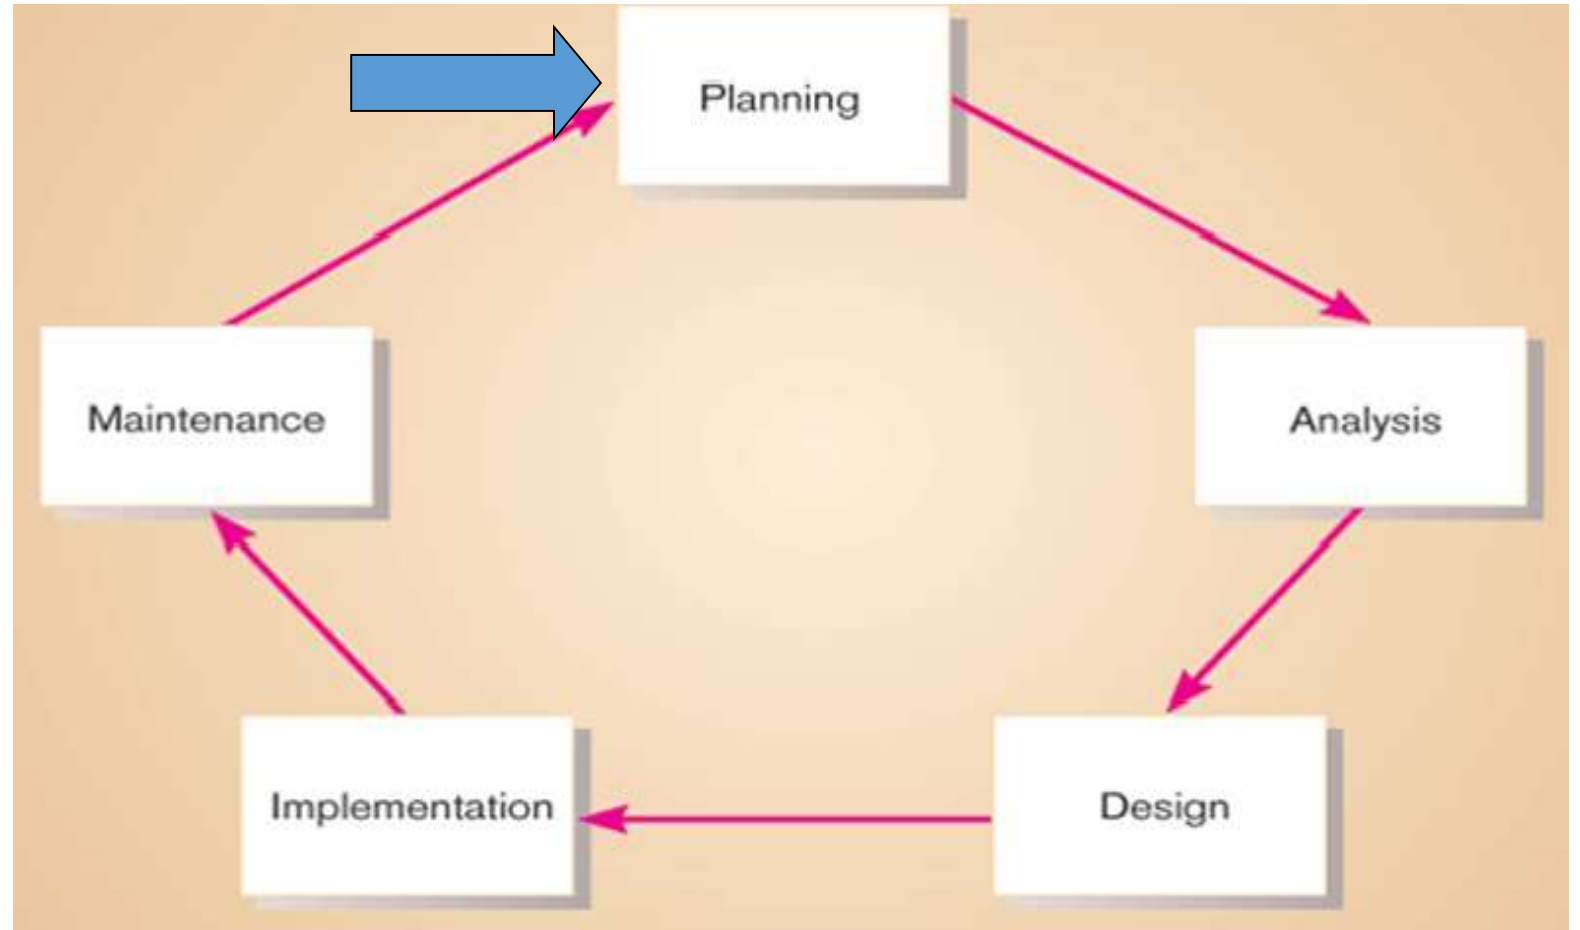 Planning
Analysis
Design
Implementation
Maintenance